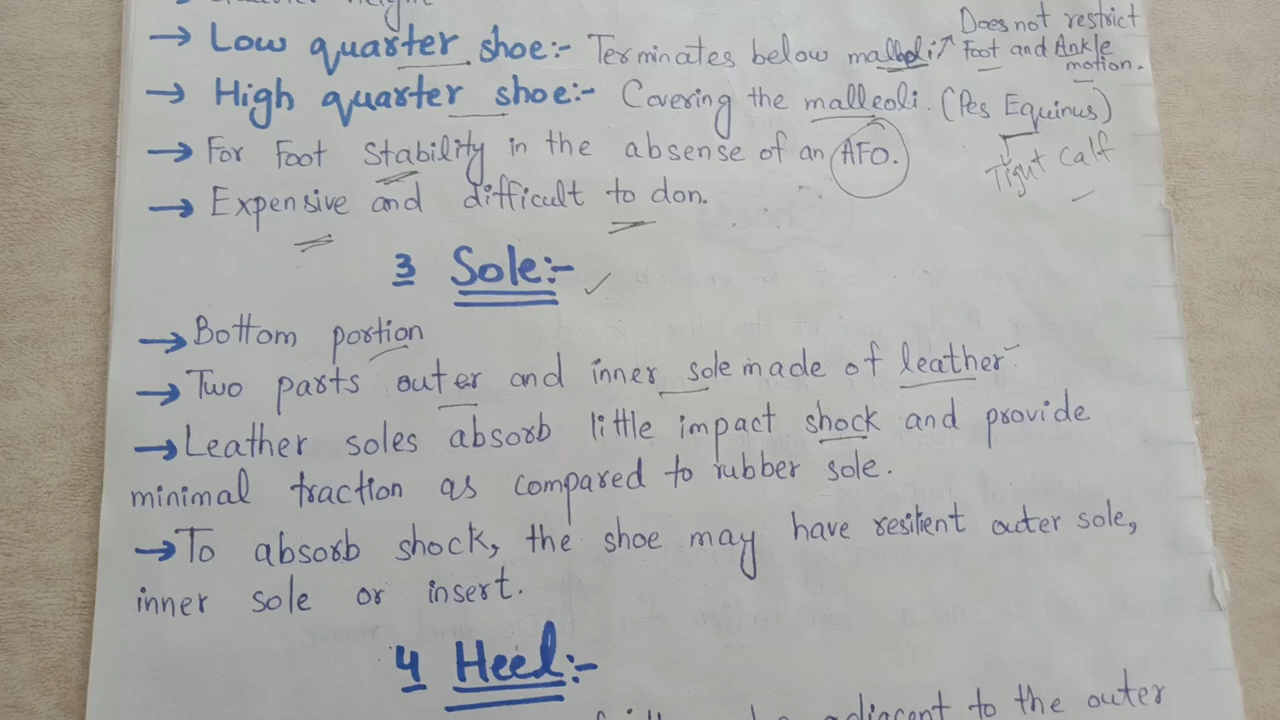 → Low quarter shoe:- Terminates below malleoli ↗ Does not restrict
Foot and Ankle
motion.
→ High quarter shoe:- Covering the malleoli. (Pes Equinus)
Tight Calf
→ For Foot Stability in the absense of an AFO.
→ Expensive and difficult to don.
3 Sole:- ✓
→ Bottom portion
→ Two parts outer and inner sole made of leather
→ Leather soles absorb little impact shock and provide
minimal traction as compared to rubber sole.
→ To absorb shock, the shoe may have resilient outer sole,
inner sole or insert.
4 Heel:-
adjacent to the outer